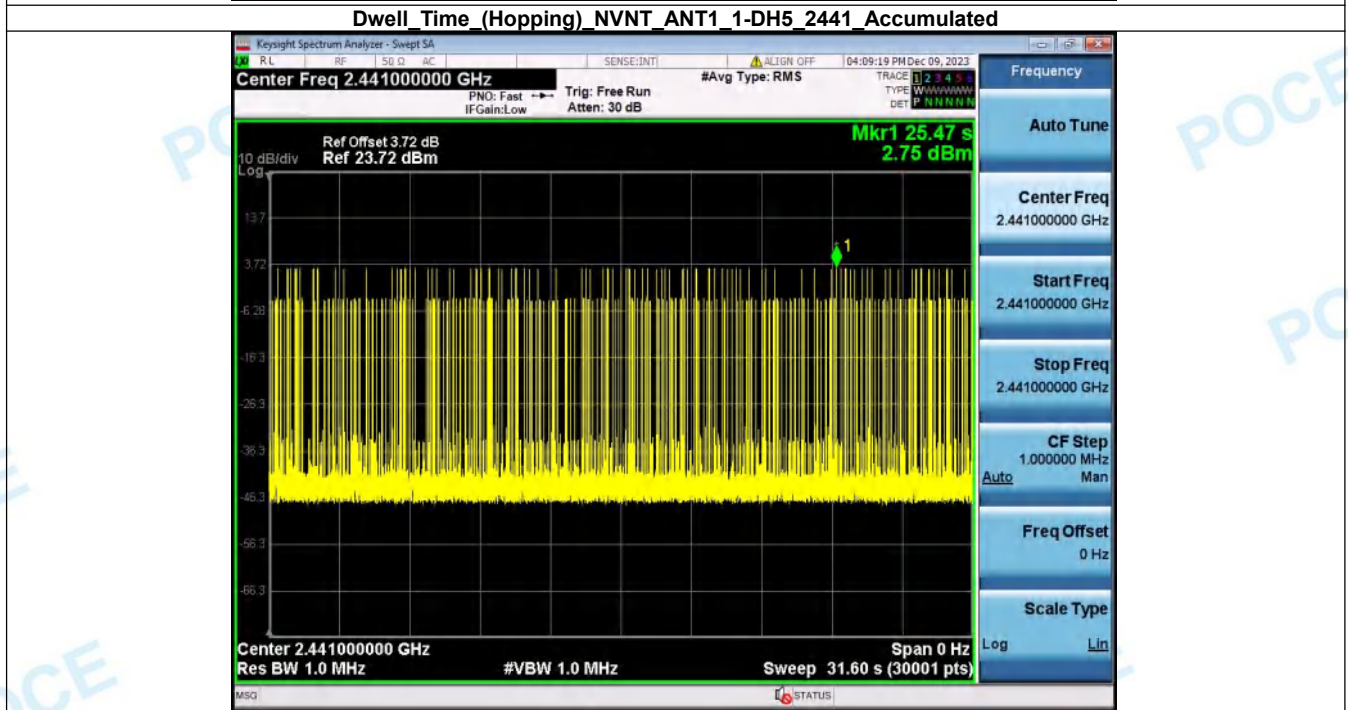 Dwell_Time_(Hopping)_NVNT_ANT1_1-DH5_2441_Accumulated
Keysight Spectrum Analyzer - Swept SA
RL RF 50 Ω AC SENSE:INT ALIGN OFF 04:09:19 PM Dec 09, 2023
Center Freq 2.441000000 GHz #Avg Type: RMS TRACE 1 2 3 4 5 6
PNO: Fast Trig: Free Run TYPE WWWWWW
IFGain:Low Atten: 30 dB DET P N N N N N
Mkr1 25.47 s
Ref Offset 3.72 dB
10 dB/div Ref 23.72 dBm 2.75 dBm
Log
13.7
1
3.72
-6.28
-16.3
-26.3
-36.3
-46.3
-56.3
-66.3
Center 2.441000000 GHz Span 0 Hz
Res BW 1.0 MHz #VBW 1.0 MHz Sweep 31.60 s (30001 pts)
MSG STATUS
Frequency
Auto Tune
Center Freq
2.441000000 GHz
Start Freq
2.441000000 GHz
Stop Freq
2.441000000 GHz
CF Step
1.000000 MHz
Auto Man
Freq Offset
0 Hz
Scale Type
Log Lin
POCE
POCE